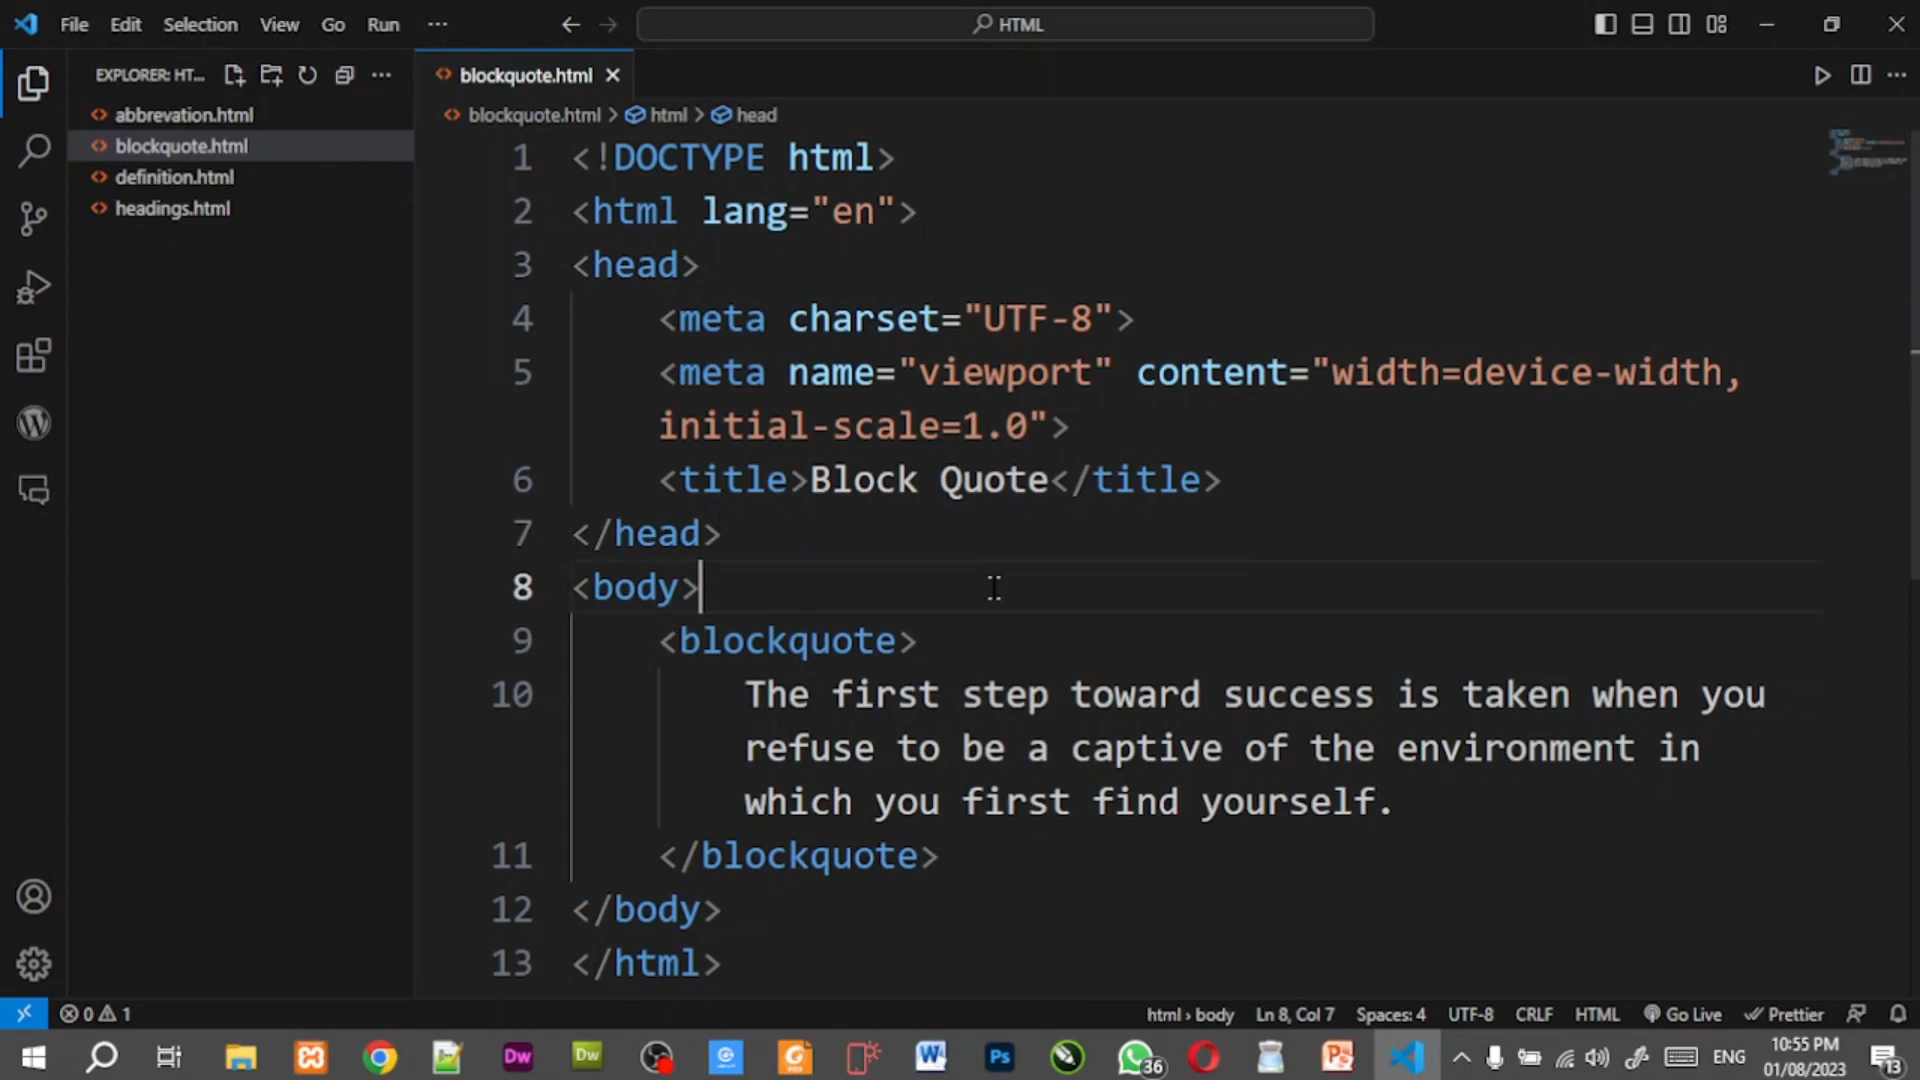 File Edit Selection View Go Run ··· HTML
EXPLORER: HT... ··· blockquote.html
abbrevation.html
blockquote.html
definition.html
headings.html
blockquote.html > html > head
1 <!DOCTYPE html>
2 <html lang="en">
3 <head>
4 <meta charset="UTF-8">
5 <meta name="viewport" content="width=device-width,
initial-scale=1.0">
6 <title>Block Quote</title>
7 </head>
8 <body>
9 <blockquote>
10 The first step toward success is taken when you
refuse to be a captive of the environment in
which you first find yourself.
11 </blockquote>
12 </body>
13 </html>
0 1 html › body Ln 8, Col 7 Spaces: 4 UTF-8 CRLF HTML Go Live Prettier
Dw Dw W Ps 36 ENG 10:55 PM
01/08/2023 13